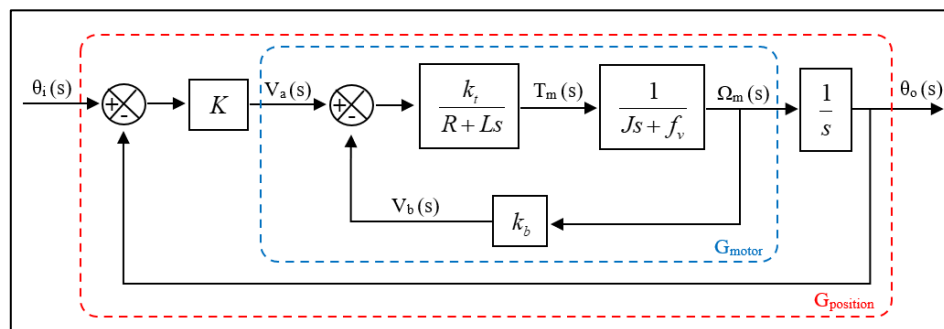 θi(s)
+
-
K
Va(s)
+
-
kt
R + Ls
Tm(s)
1
Js + fv
Ωm(s)
1
s
θo(s)
Vb(s)
kb
Gmotor
Gposition